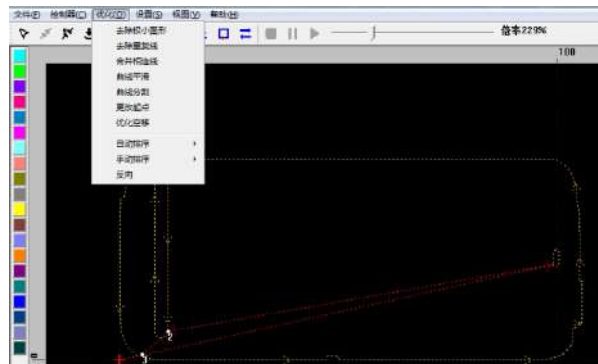 文件(F) 绘制器(C) 优化(O) 设置(S) 视图(V) 帮助(H)
倍率229%
去除极小图形
去除重复线
合并相连线
曲线平滑
曲线分割
更改起点
优化空移
自动排序
手动排序
反向
100
2
3